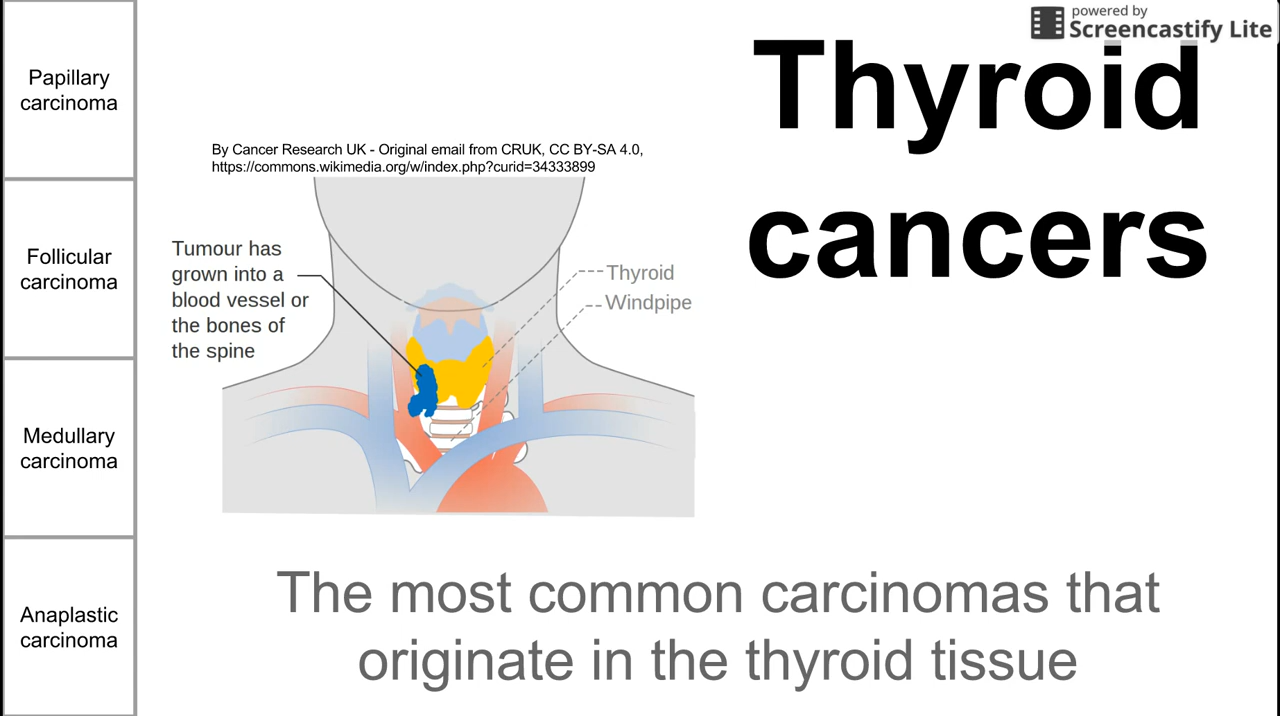 powered by
Screencastify Lite
Thyroid
cancers
Papillary
carcinoma
Follicular
carcinoma
Medullary
carcinoma
Anaplastic
carcinoma
By Cancer Research UK - Original email from CRUK, CC BY-SA 4.0,
https://commons.wikimedia.org/w/index.php?curid=34333899
Tumour has
grown into a
blood vessel or
the bones of
the spine
Thyroid
Windpipe
The most common carcinomas that
originate in the thyroid tissue